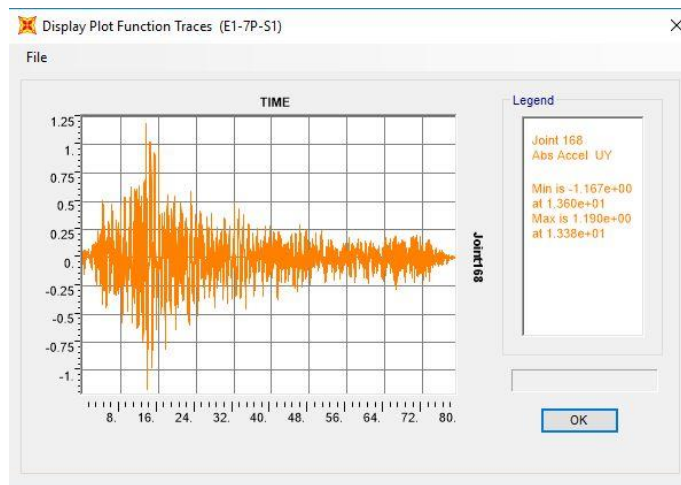 Display Plot Function Traces (E1-7P-S1)
File
TIME
Legend
1.25
1.
0.75
0.5
0.25
0.
-0.25
-0.5
-0.75
-1.
Joint168
Joint 168
Abs Accel UY
Min is -1.167e+00
at 1.360e+01
Max is 1.190e+00
at 1.338e+01
8. 16. 24. 32. 40. 48. 56. 64. 72. 80.
OK